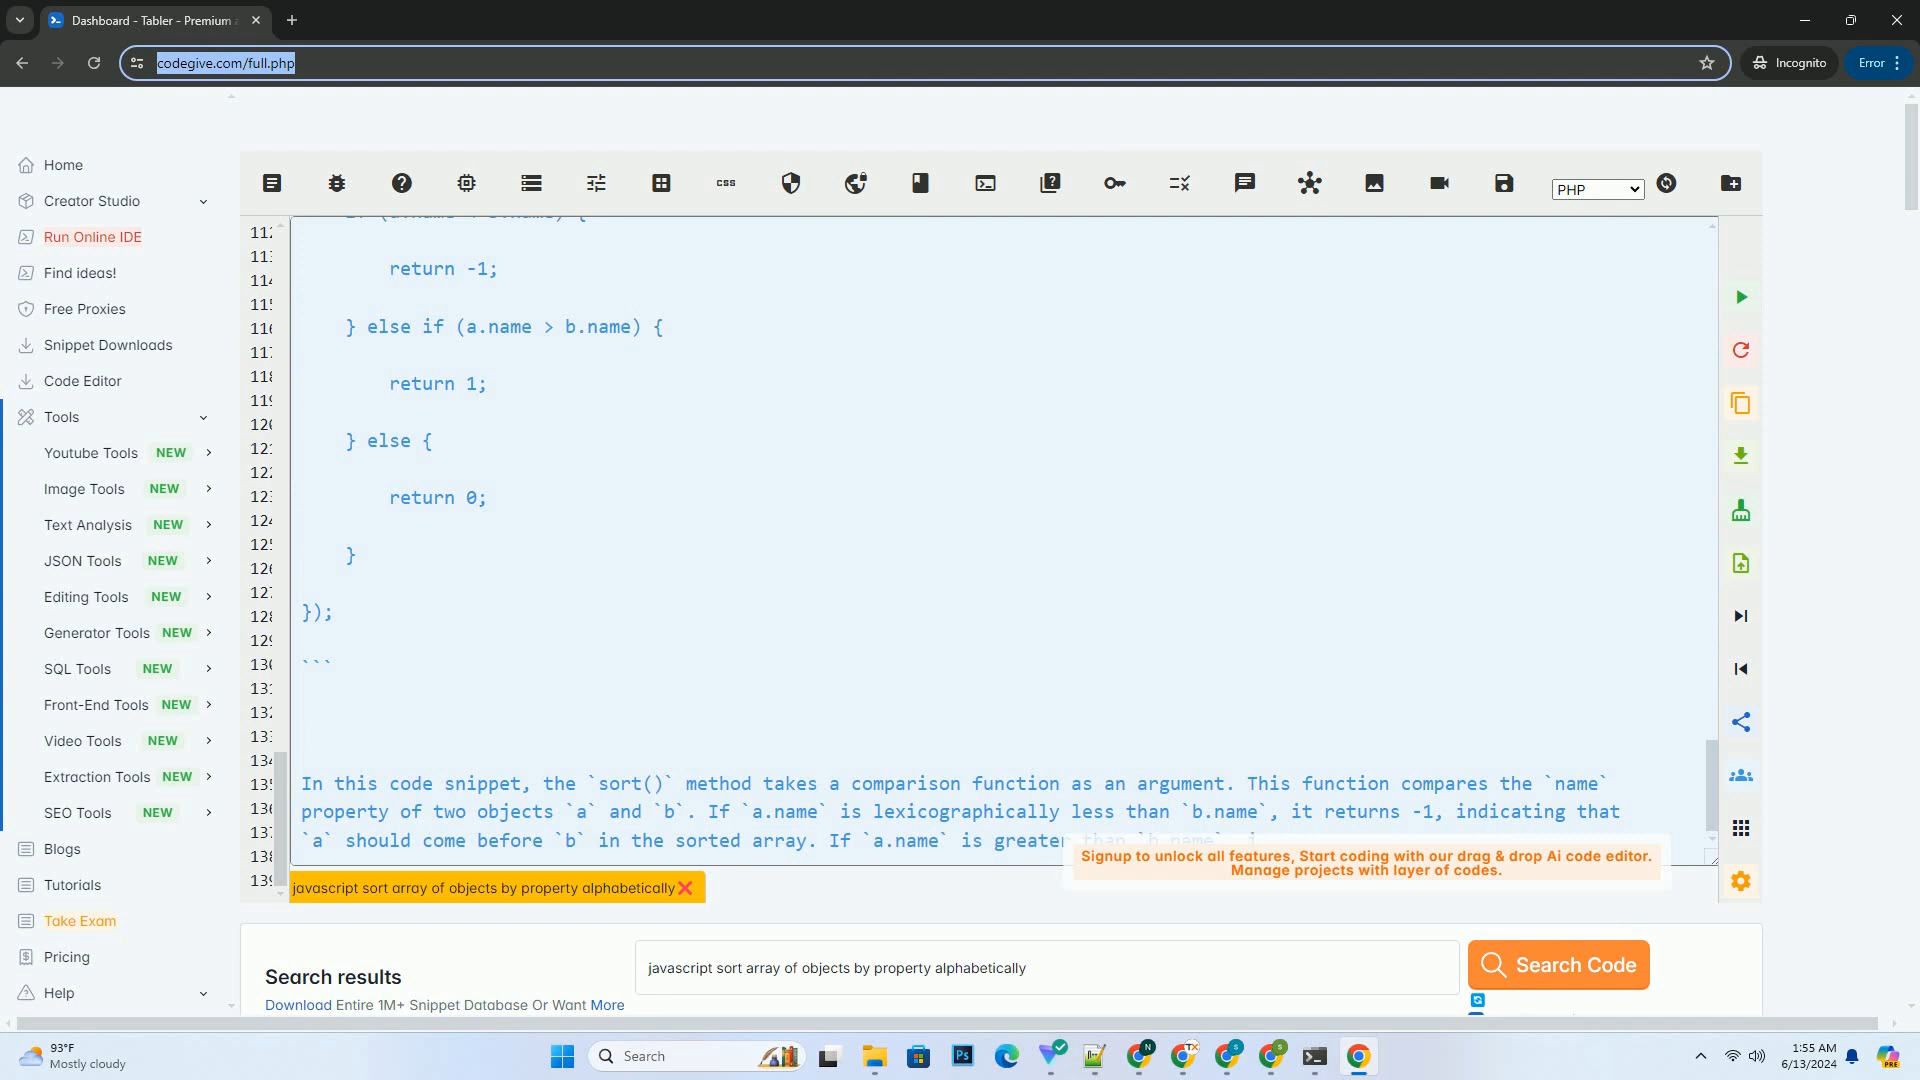 Dashboard - Tabler - Premium
codegive.com/full.php
Incognito
Error
Home
Creator Studio
Run Online IDE
Find ideas!
Free Proxies
Snippet Downloads
Code Editor
Tools
Youtube Tools NEW
Image Tools NEW
Text Analysis NEW
JSON Tools NEW
Editing Tools NEW
Generator Tools NEW
SQL Tools NEW
Front-End Tools NEW
Video Tools NEW
Extraction Tools NEW
SEO Tools NEW
Blogs
Tutorials
Take Exam
Pricing
Help
css
PHP
return -1;
} else if (a.name > b.name) {
return 1;
} else {
return 0;
}
});
```
In this code snippet, the `sort()` method takes a comparison function as an argument. This function compares the `name`
property of two objects `a` and `b`. If `a.name` is lexicographically less than `b.name`, it returns -1, indicating that
`a` should come before `b` in the sorted array. If `a.name` is greater than `b.name`, i
Signup to unlock all features, Start coding with our drag & drop Ai code editor.
Manage projects with layer of codes.
javascript sort array of objects by property alphabetically
Search results
Download Entire 1M+ Snippet Database Or Want More
javascript sort array of objects by property alphabetically
Search Code
93°F
Mostly cloudy
Search
1:55 AM
6/13/2024